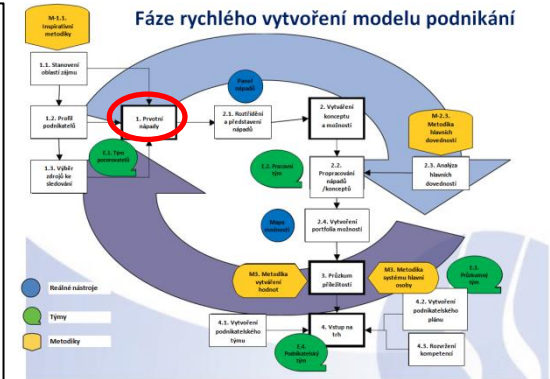 Fáze rychlého vytvoření modelu podnikání
M-1.1.
Inspirativní
metodiky
1.1. Stanovení
oblastí zájmu
1.2. Profil
podnikatelů
1.3. Výběr
zdrojů ke
sledování
1. Prvotní
nápady
E.1. Tým
pozorovatelů
Panel
nápadů
2.1. Roztřídění
a představení
nápadů
2. Vytváření
konceptu
a možností
M-2.3.
Metodika
hlavních
dovedností
E.2. Pracovní
tým
2.2.
Propracování
nápadů
/konceptů
2.3. Analýza
hlavních
dovedností
Mapa
možností
2.4. Vytvoření
portfolia možností
M3. Metodika
vytváření
hodnot
3. Průzkum
příležitostí
M3. Metodika
systému hlavní
osoby
E.3.
Průzkumný
tým
4.1. Vytvoření
podnikatelského
týmu
4. Vstup na
trh
4.2. Vytvoření
podnikatelského
plánu
4.3. Rozvržení
kompetencí
E.4.
Podnikatelský
tým
Reálné nástroje
Týmy
Metodiky